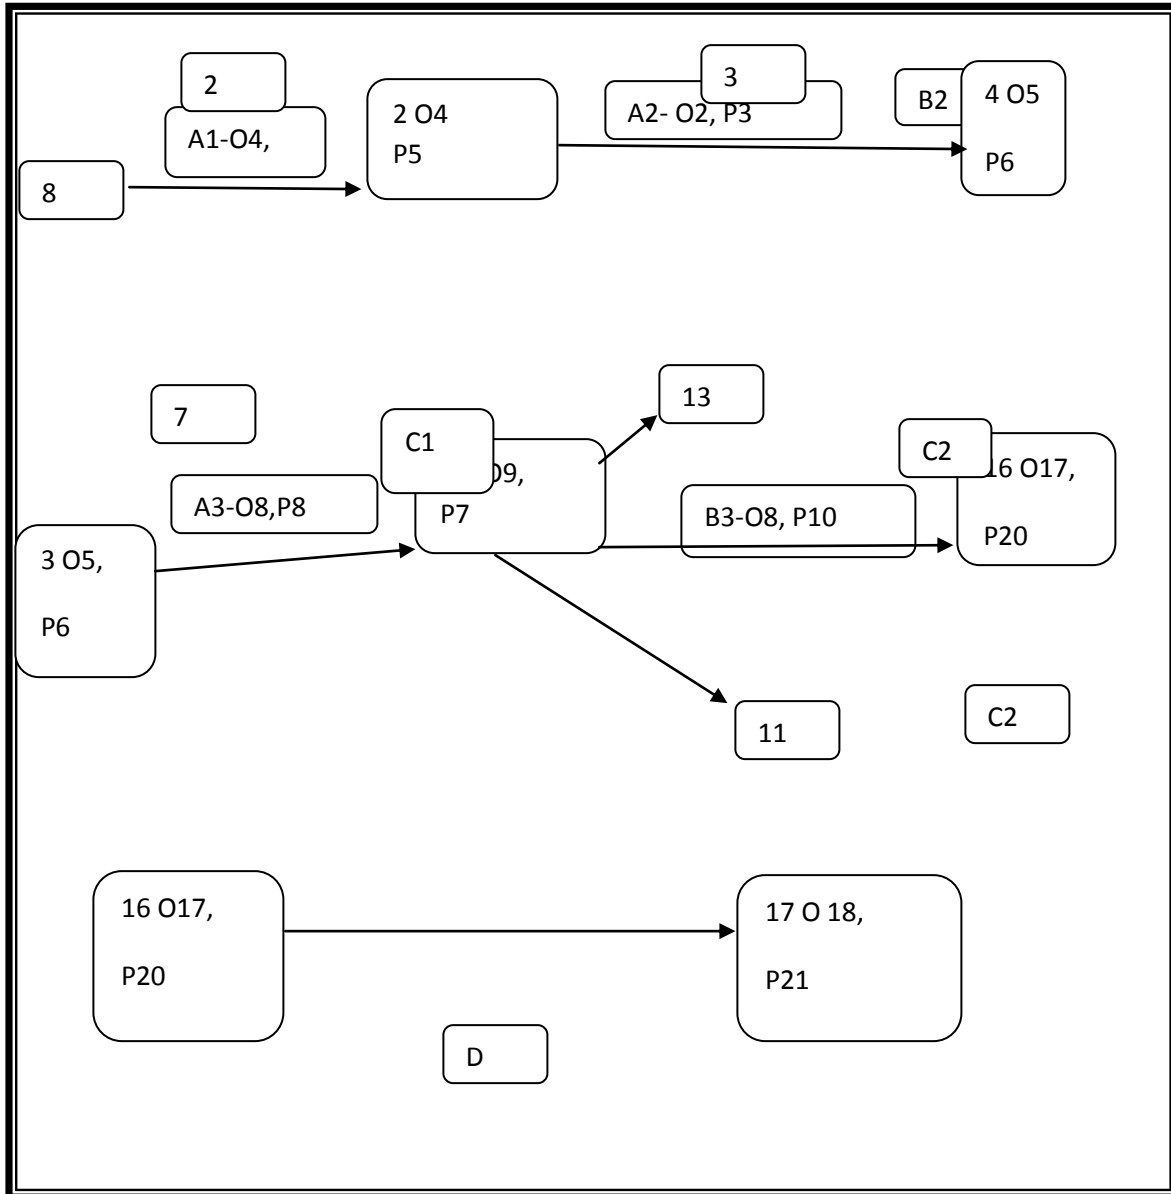 2
A1-O4,
8
2 O4
P5
3
A2- O2, P3
B2
4 O5
P6
7
A3-O8,P8
3 O5,
P6
C1
P7
13
B3-O8, P10
11
C2
16 O17,
P20
C2
16 O17,
P20
17 O 18,
P21
D